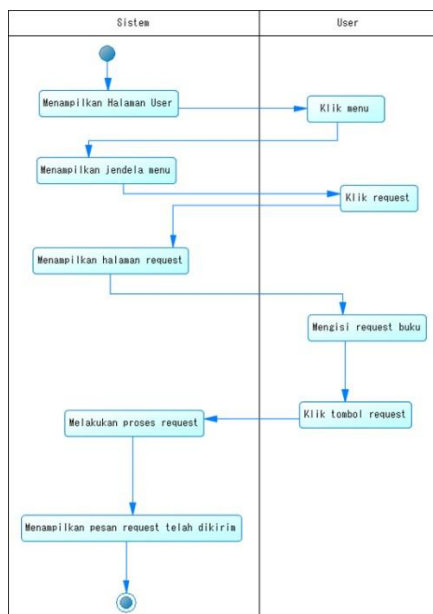 Sistem
User
Menampilkan Halaman User
Klik menu
Menampilkan jendela menu
Klik request
Menampilkan halaman request
Mengisi request buku
Klik tombol request
Melakukan proses request
Menampilkan pesan request telah dikirim